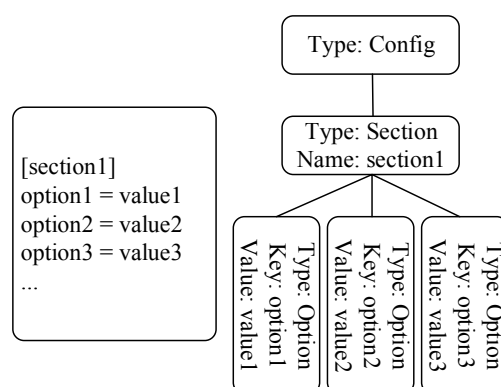 Type: Config
Type: Section
Name: section1
[section1]
option1 = value1
option2 = value2
option3 = value3
...
Type: Option
Key: option1
Value: value1
Type: Option
Key: option2
Value: value2
Type: Option
Key: option3
Value: value3